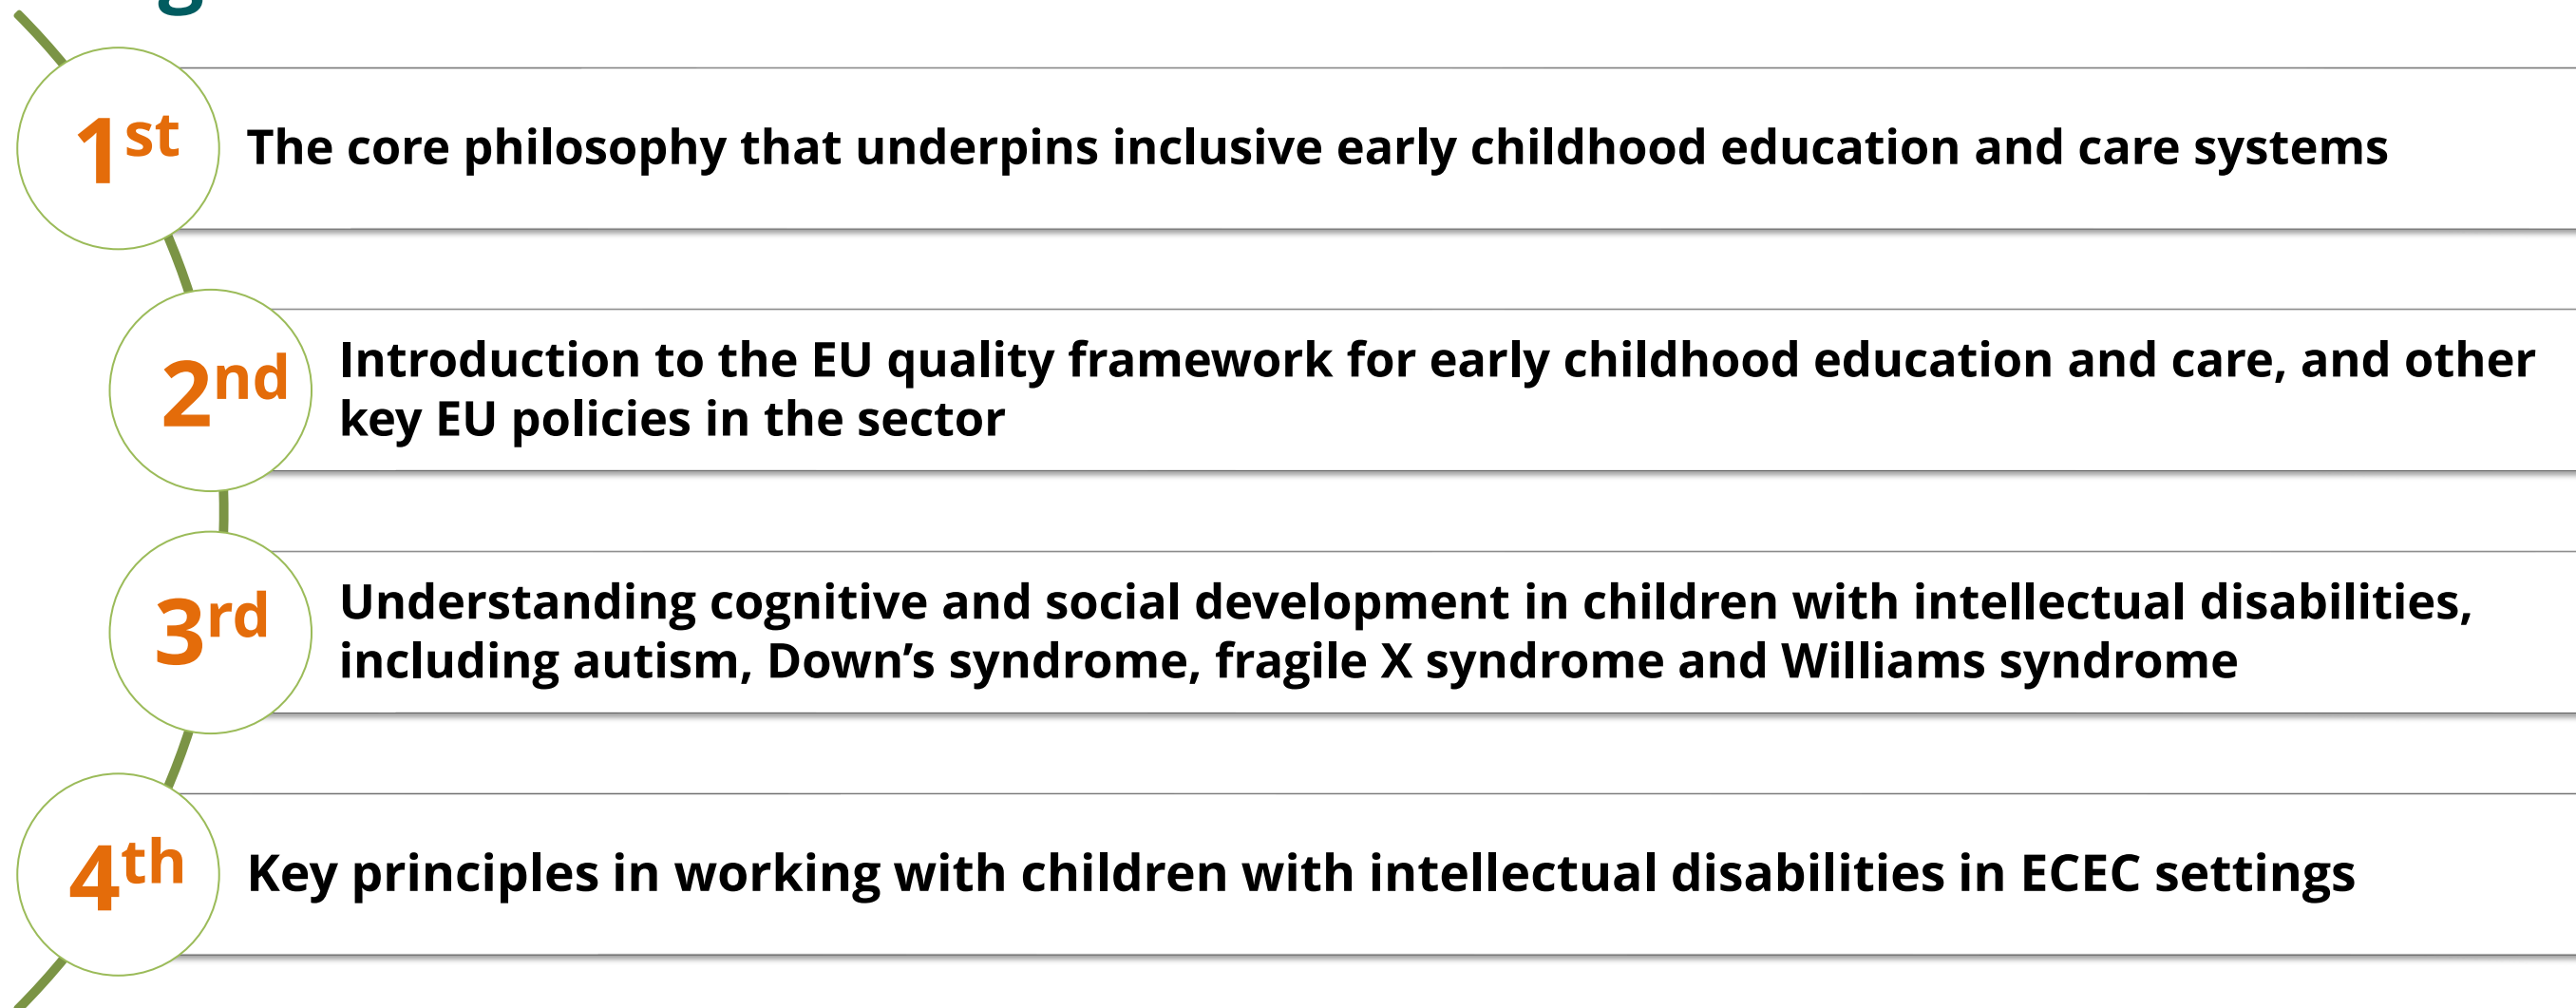 1st
The core philosophy that underpins inclusive early childhood education and care systems
2nd
Introduction to the EU quality framework for early childhood education and care, and other
key EU policies in the sector
3rd
Understanding cognitive and social development in children with intellectual disabilities,
including autism, Down’s syndrome, fragile X syndrome and Williams syndrome
4th
Key principles in working with children with intellectual disabilities in ECEC settings